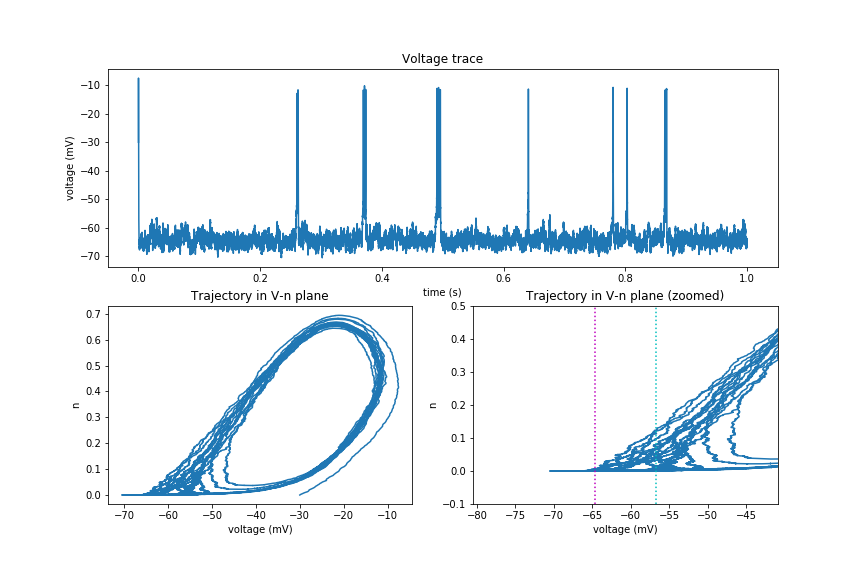 Voltage trace
voltage (mV)
−10
−20
−30
−40
−50
−60
−70
0.0 0.2 0.4 0.6 0.8 1.0
time (s)
Trajectory in V-n plane
n
0.7
0.6
0.5
0.4
0.3
0.2
0.1
0.0
−70 −60 −50 −40 −30 −20 −10
voltage (mV)
Trajectory in V-n plane (zoomed)
n
0.5
0.4
0.3
0.2
0.1
0.0
−0.1
−80 −75 −70 −65 −60 −55 −50 −45
voltage (mV)